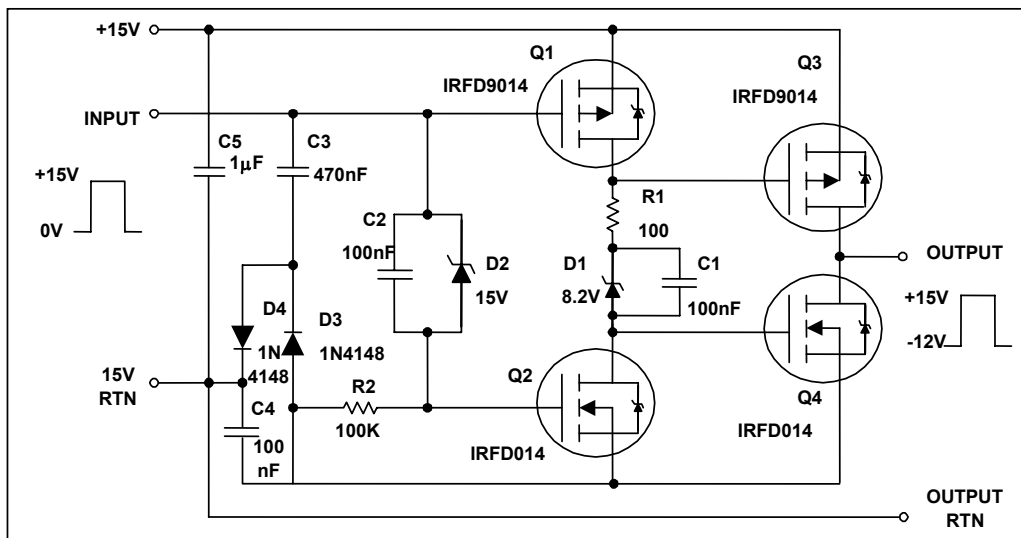 +15V
Q1
Q3
IRFD9014
IRFD9014
INPUT
C5
1μF
C3
470nF
+15V
0V
R1
100
C2
100nF
D2
15V
D1
8.2V
C1
100nF
OUTPUT
+15V
-12V
D4
1N
4148
D3
1N4148
15V
RTN
R2
100K
Q2
Q4
C4
100
nF
IRFD014
IRFD014
OUTPUT
RTN